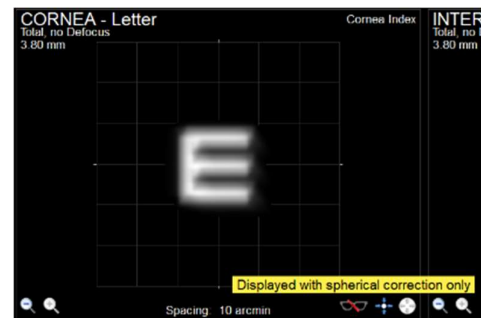 CORNEA - Letter
Cornea Index
Total, no Defocus
3.80 mm
E
Displayed with spherical correction only
Spacing: 10 arcmin
INTER
Total, no
3.80 mm